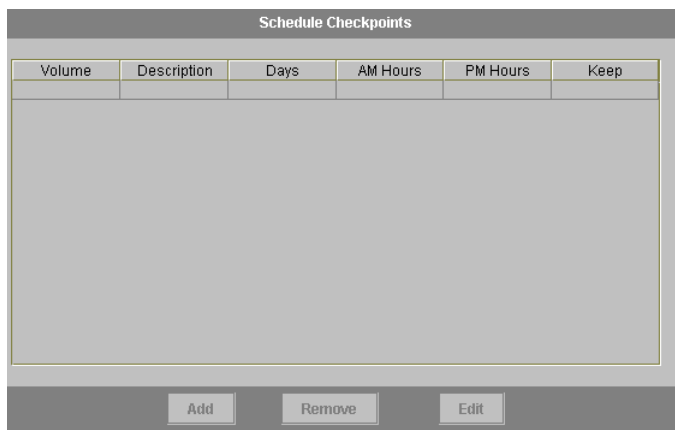 Schedule Checkpoints
Volume Description Days AM Hours PM Hours Keep
Add Remove Edit